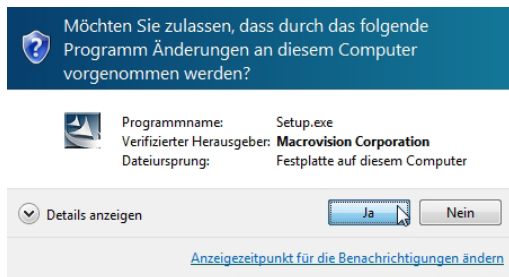 Möchten Sie zulassen, dass durch das folgende
Programm Änderungen an diesem Computer
vorgenommen werden?
Programmname: Setup.exe
Verifizierter Herausgeber: Macrovision Corporation
Dateiursprung: Festplatte auf diesem Computer
Details anzeigen Ja Nein
Anzeigezeitpunkt für die Benachrichtigungen ändern